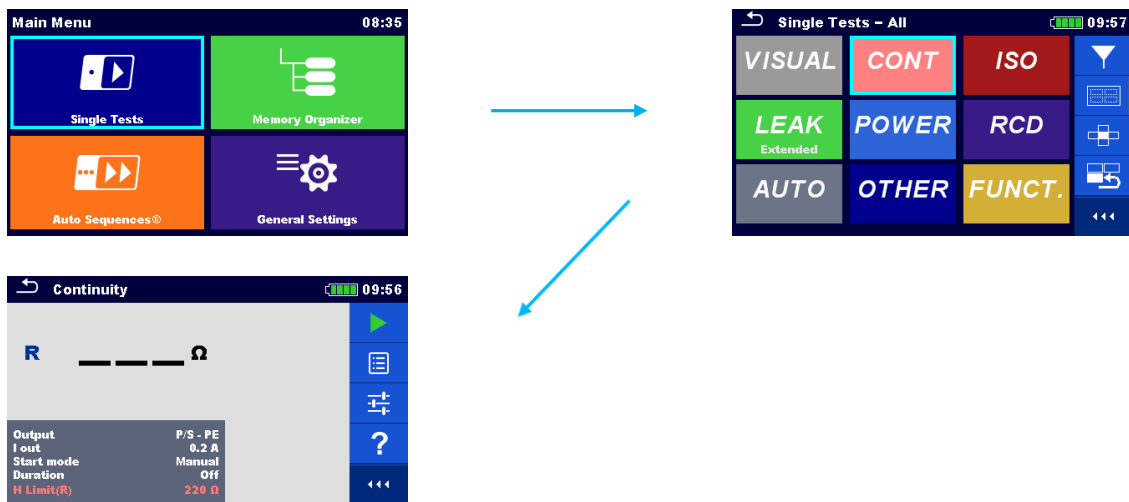 Main Menu 08:35
Single Tests Memory Organizer
Auto Sequences® General Settings
Single Tests – All 09:57
VISUAL CONT ISO
LEAK POWER RCD
Extended
AUTO OTHER FUNCT.
Continuity 09:56
R _ _ _ Ω
Output P/S - PE
I out 0.2 A
Start mode Manual
Duration Off
H Limit(R) 220 Ω
?